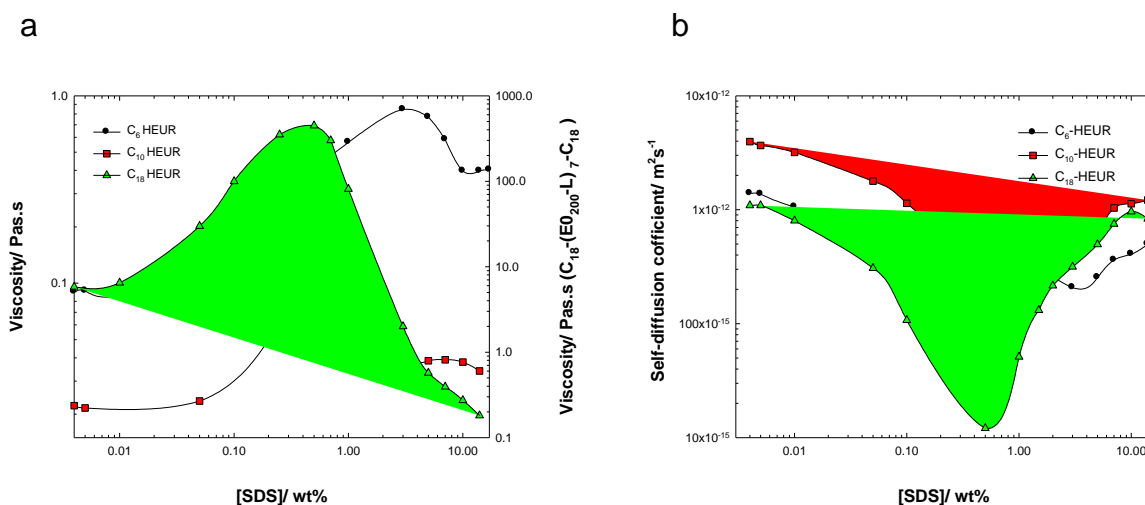 a
Viscosity/ Pas.s
1.0
0.1
C6 HEUR
C10 HEUR
C18 HEUR
1000.0
100.0
10.0
1.0
0.1
Viscosity/ Pas.s (C18-(E0200-L)7-C18)
0.01
0.10
1.00
10.00
[SDS]/ wt%
b
Self-diffusion cofficient/ m2s-1
10x10-12
1x10-12
100x10-15
10x10-15
C6-HEUR
C10-HEUR
C18-HEUR
0.01
0.10
1.00
10.00
[SDS]/ wt%